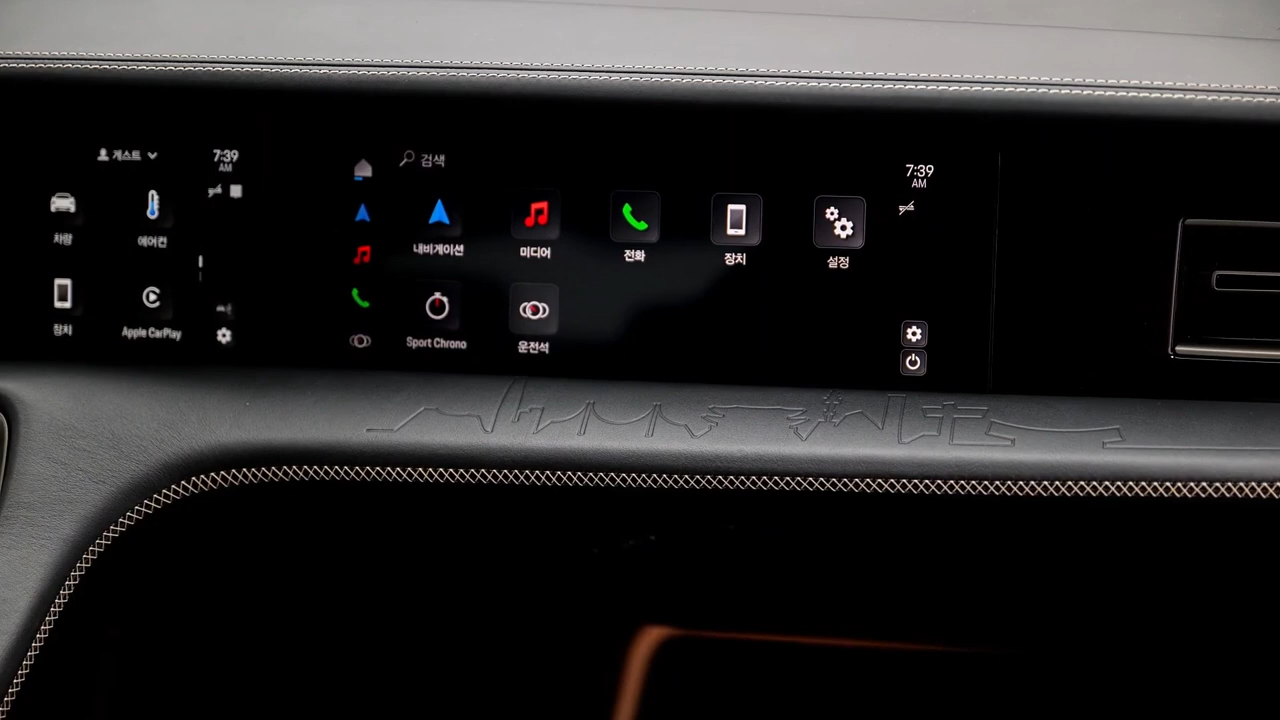 게스트
7:39
AM
차량
에어컨
장치
Apple CarPlay
검색
내비게이션
미디어
전화
장치
설정
Sport Chrono
운전석
7:39
AM